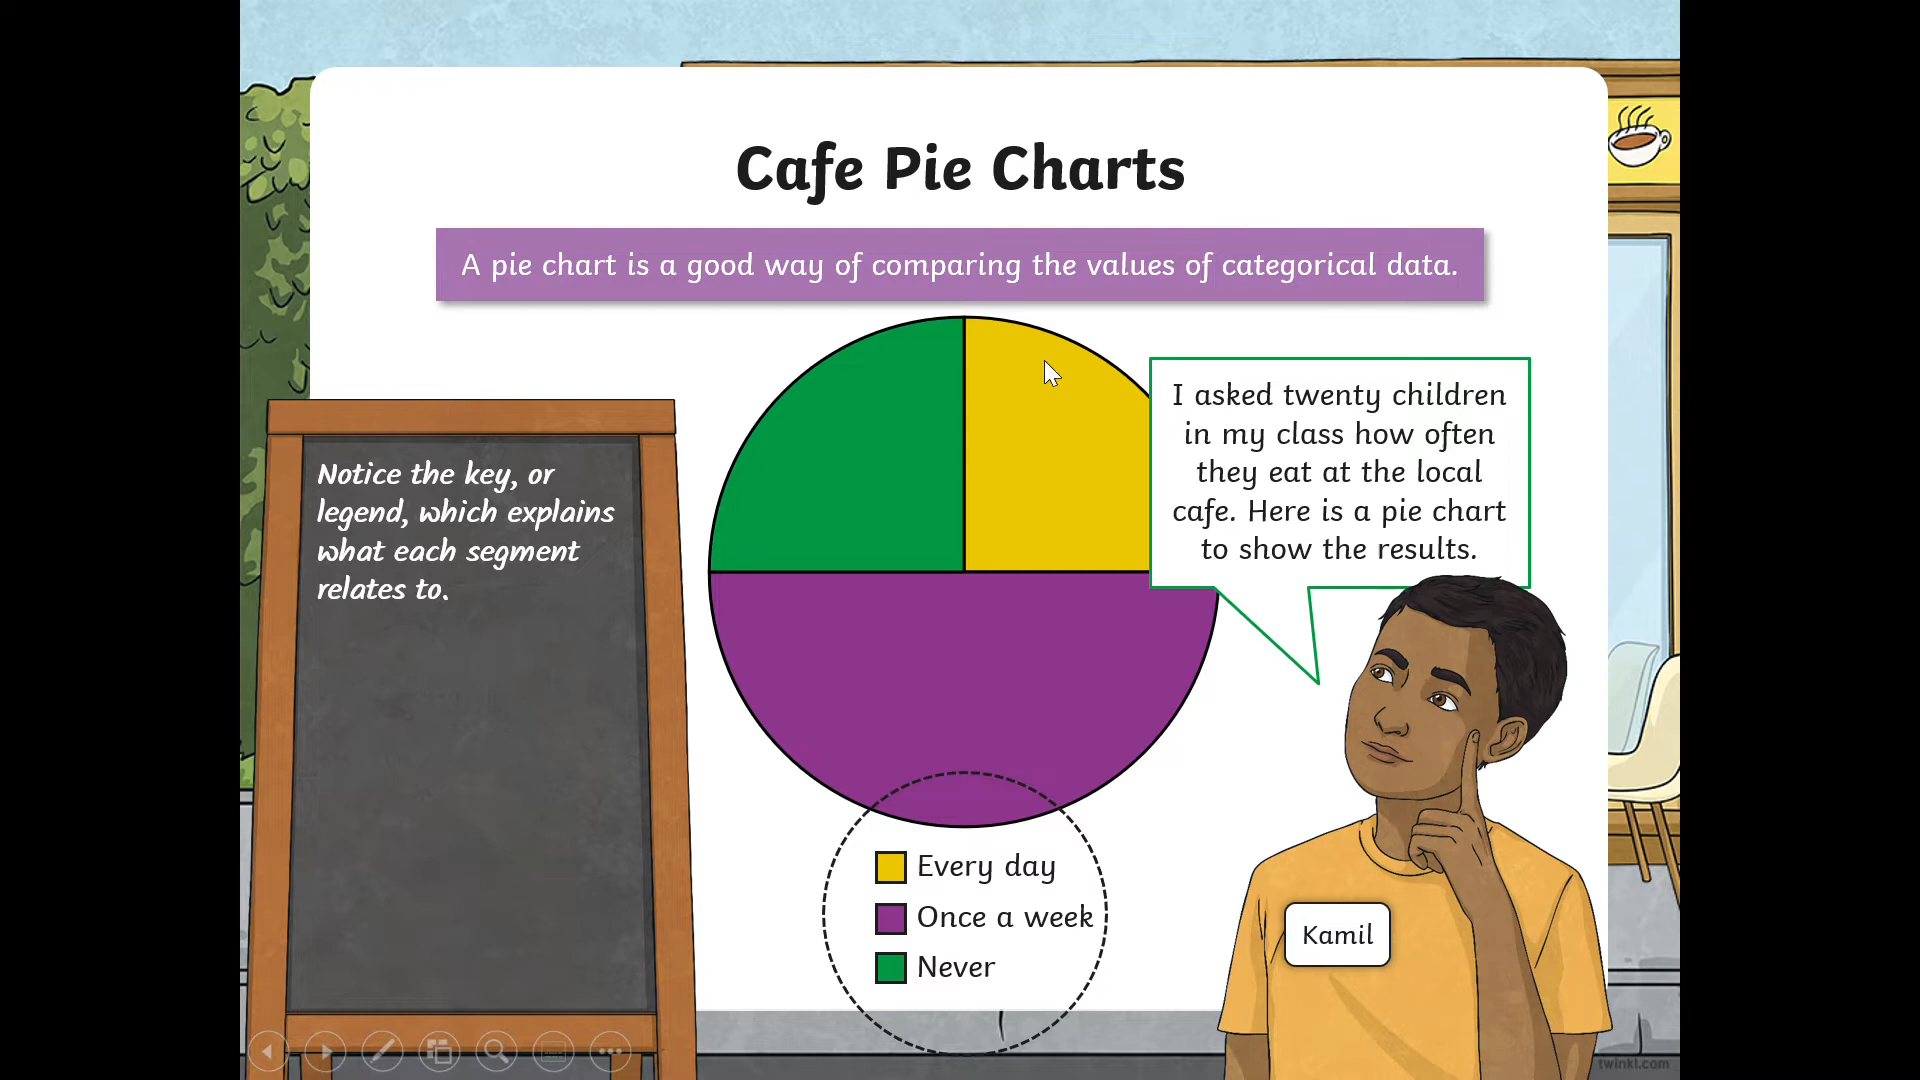 Cafe Pie Charts
A pie chart is a good way of comparing the values of categorical data.
Notice the key, or
legend, which explains
what each segment
relates to.
I asked twenty children
in my class how often
they eat at the local
cafe. Here is a pie chart
to show the results.
Every day
Once a week
Never
Kamil
twinkl.com